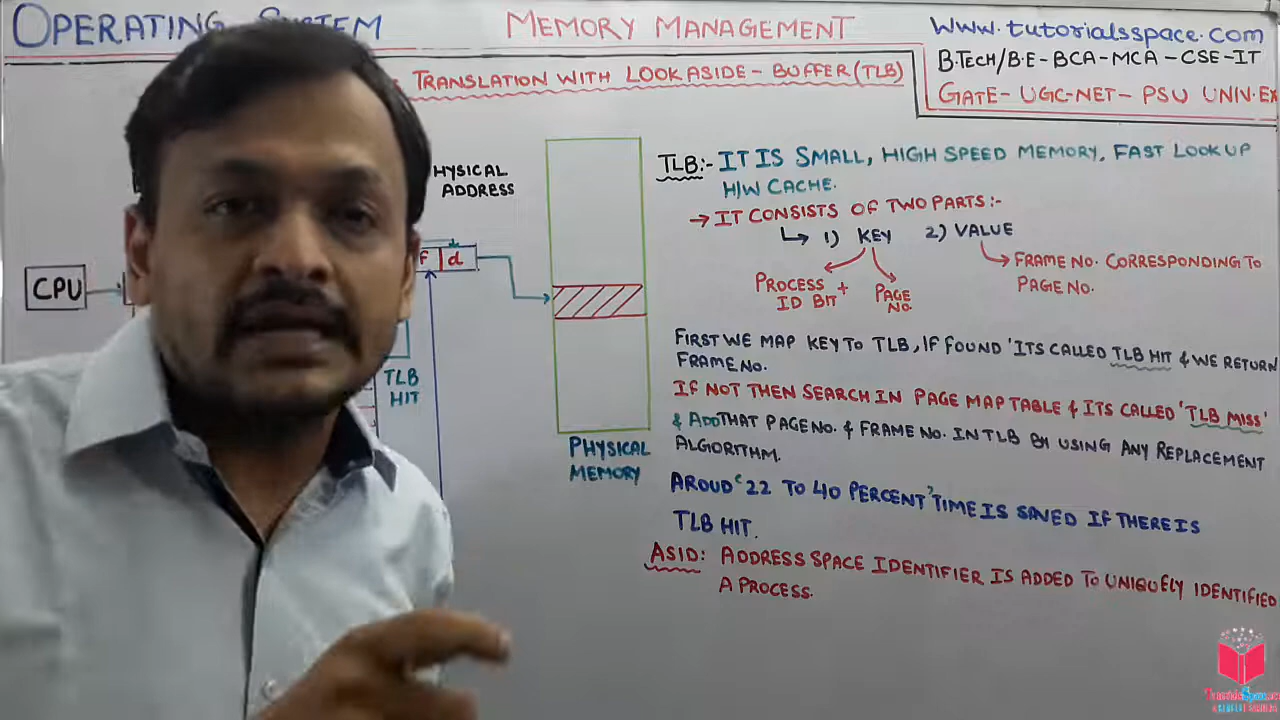 OPERATING SYSTEM
MEMORY MANAGEMENT
www.tutorialsspace.com
B.TECH/B.E-BCA-MCA-CSE-IT
GATE- UGC-NET- PSU UNIV.EX
TRANSLATION WITH LOOKASIDE-BUFFER(TLB)
HYSICAL
ADDRESS
F d
CPU
TLB
HIT
PHYSICAL
MEMORY
TLB:- IT IS SMALL, HIGH SPEED MEMORY, FAST LOOKUP
H/W CACHE.
→ IT CONSISTS OF TWO PARTS:-
1) KEY 2) VALUE
PROCESS +
ID BIT
PAGE
NO.
FRAME NO. CORRESPONDING TO
PAGE NO.
FIRST WE MAP KEY TO TLB, IF FOUND 'ITS CALLED TLB HIT & WE RETURN
FRAME NO.
IF NOT THEN SEARCH IN PAGE MAP TABLE & ITS CALLED 'TLB MISS'
& ADD THAT PAGE NO. & FRAME NO. IN TLB BY USING ANY REPLACEMENT
ALGORITHM.
AROUD '22 TO 40 PERCENT' TIME IS SAVED IF THERE IS
TLB HIT.
ASID: ADDRESS SPACE IDENTIFIER IS ADDED TO UNIQUELY IDENTIFIED
A PROCESS.